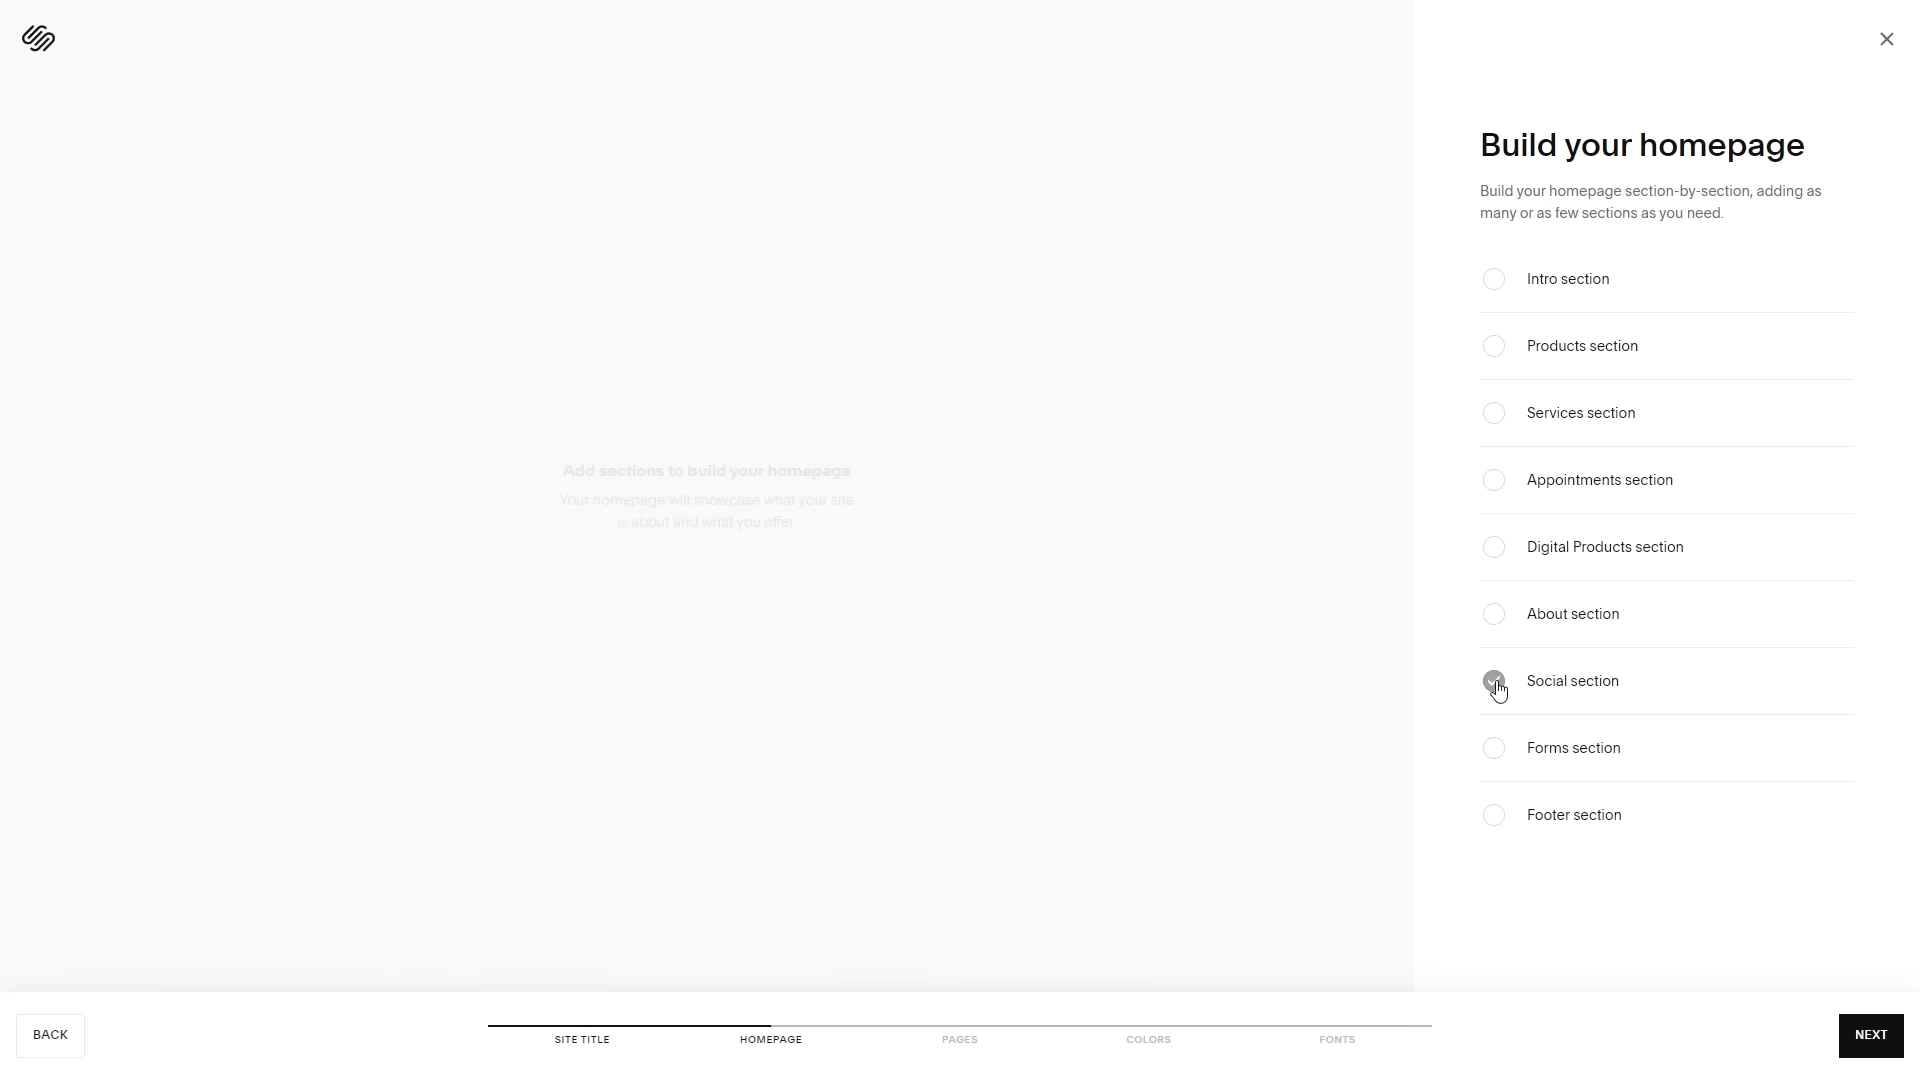 Build your homepage
Build your homepage section-by-section, adding as
many or as few sections as you need.
Intro section
Products section
Services section
Appointments section
Digital Products section
About section
Social section
Forms section
Footer section
Add sections to build your homepage
Your homepage will showcase what your site
is about and what you offer
BACK
SITE TITLE
HOMEPAGE
PAGES
COLORS
FONTS
NEXT